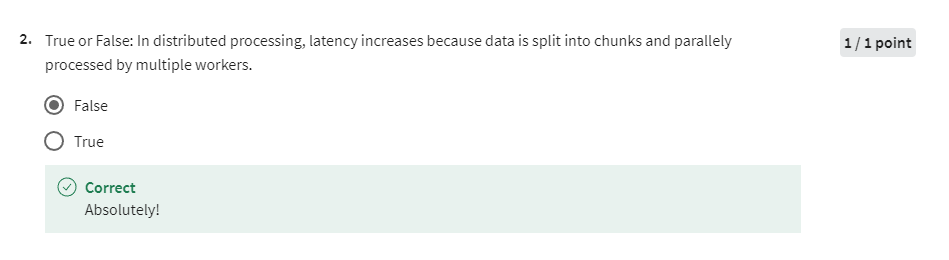 2. True or False: In distributed processing, latency increases because data is split into chunks and parallely
1 / 1 point
processed by multiple workers.
False
True
Correct
Absolutely!